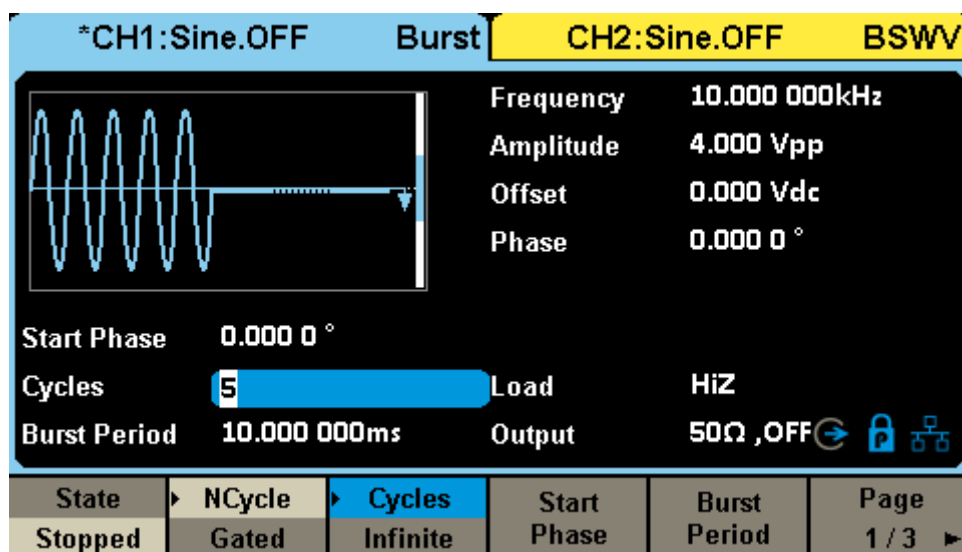 *CH1:Sine.OFF Burst CH2:Sine.OFF BSWV
Frequency 10.000 000kHz
Amplitude 4.000 Vpp
Offset 0.000 Vdc
Phase 0.000 0 °
Start Phase 0.000 0 °
Cycles 5 Load HiZ
Burst Period 10.000 000ms Output 50Ω ,OFF P
State NCycle Cycles Start Burst Page
Stopped Gated Infinite Phase Period 1 / 3